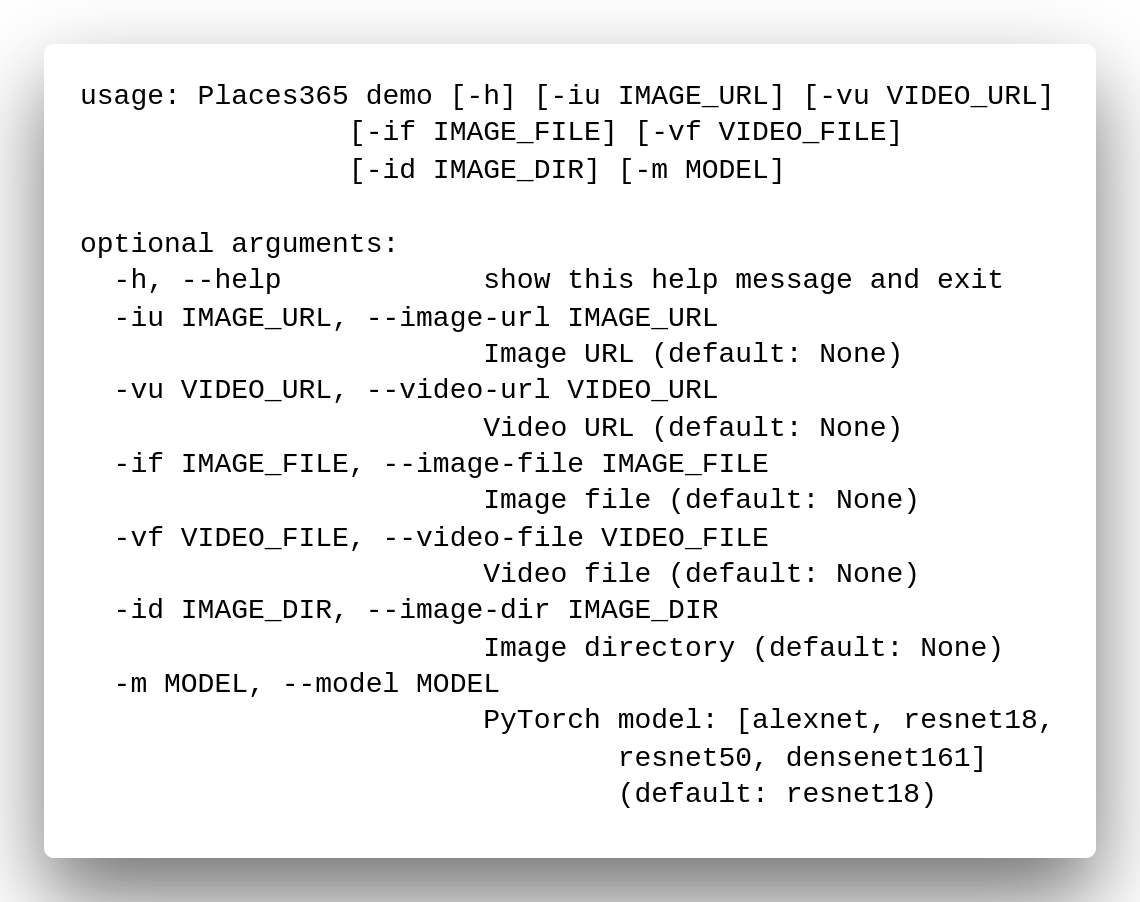 usage: Places365 demo [-h] [-iu IMAGE_URL] [-vu VIDEO_URL]
                [-if IMAGE_FILE] [-vf VIDEO_FILE]
                [-id IMAGE_DIR] [-m MODEL]

optional arguments:
  -h, --help            show this help message and exit
  -iu IMAGE_URL, --image-url IMAGE_URL
                        Image URL (default: None)
  -vu VIDEO_URL, --video-url VIDEO_URL
                        Video URL (default: None)
  -if IMAGE_FILE, --image-file IMAGE_FILE
                        Image file (default: None)
  -vf VIDEO_FILE, --video-file VIDEO_FILE
                        Video file (default: None)
  -id IMAGE_DIR, --image-dir IMAGE_DIR
                        Image directory (default: None)
  -m MODEL, --model MODEL
                        PyTorch model: [alexnet, resnet18,
                                resnet50, densenet161]
                                (default: resnet18)